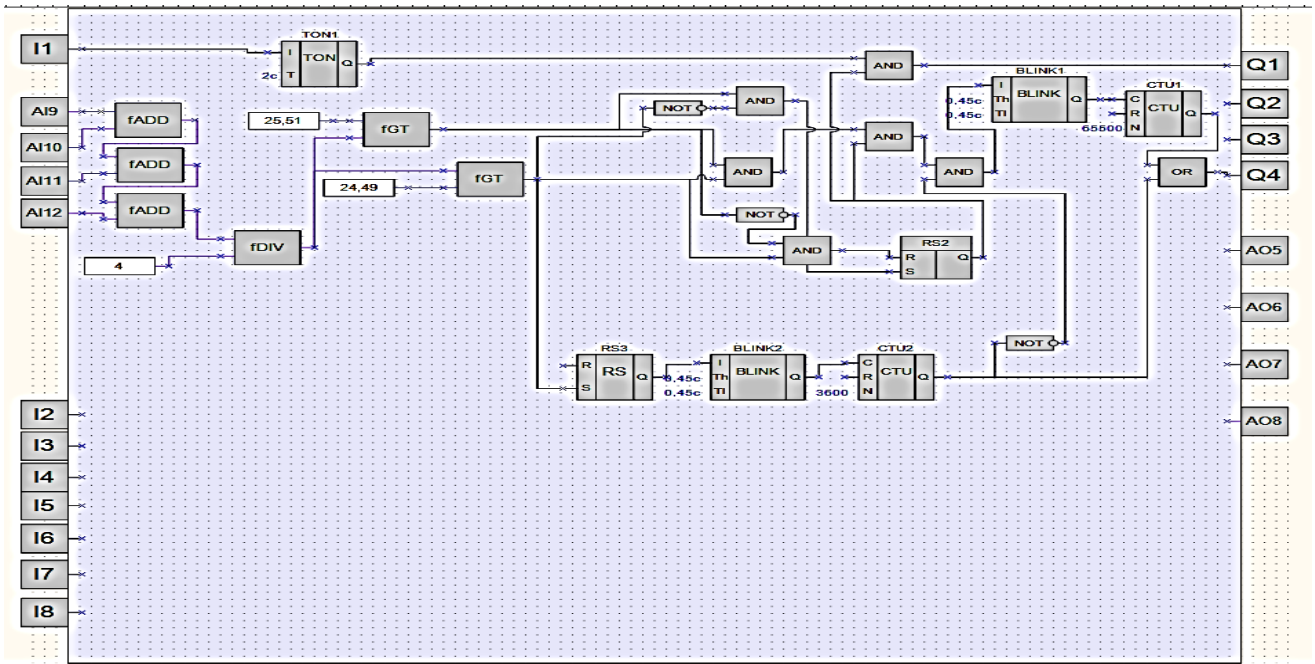 TON1
I1
I
TON
Q
T
2c
AND
Q1
BLINK1
CTU1
AI9
fADD
25,51
fGT
NOT
AND
AND
0,45c
I
Th
Tl
BLINK
Q
0,45c
C
R
N
CTU
Q
65500
Q2
Q3
AI10
AI11
fADD
24,49
fGT
AND
AND
OR
Q4
AI12
fADD
NOT
4
fDIV
AND
RS2
R
S
Q
AO5
AO6
RS3
BLINK2
CTU2
NOT
R
S
RS
Q
0,45c
0,45c
I
Th
Tl
BLINK
Q
3600
C
R
N
CTU
Q
AO7
I2
AO8
I3
I4
I5
I6
I7
I8